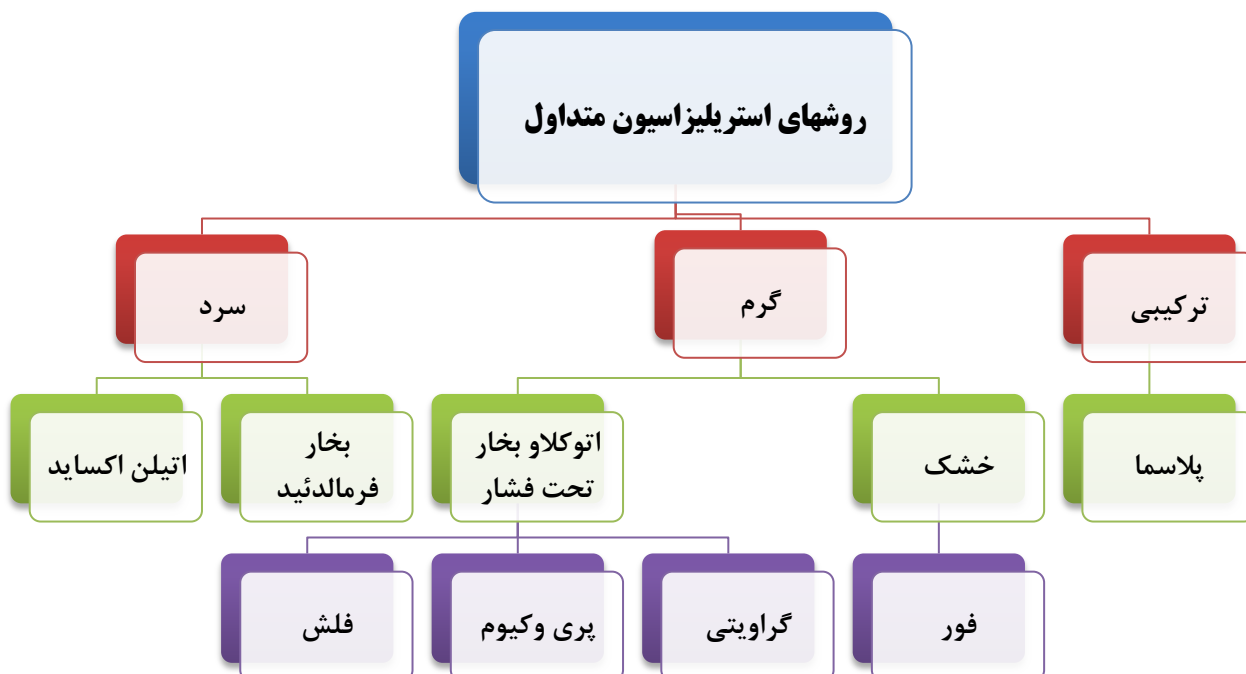 روشهای استریلیزاسیون متداول
ترکیبی
گرم
سرد
پلاسما
خشک
اتوکلاو بخار
تحت فشار
بخار
فرمالدئید
اتیلن اکساید
فور
گراویتی
پری وکیوم
فلش